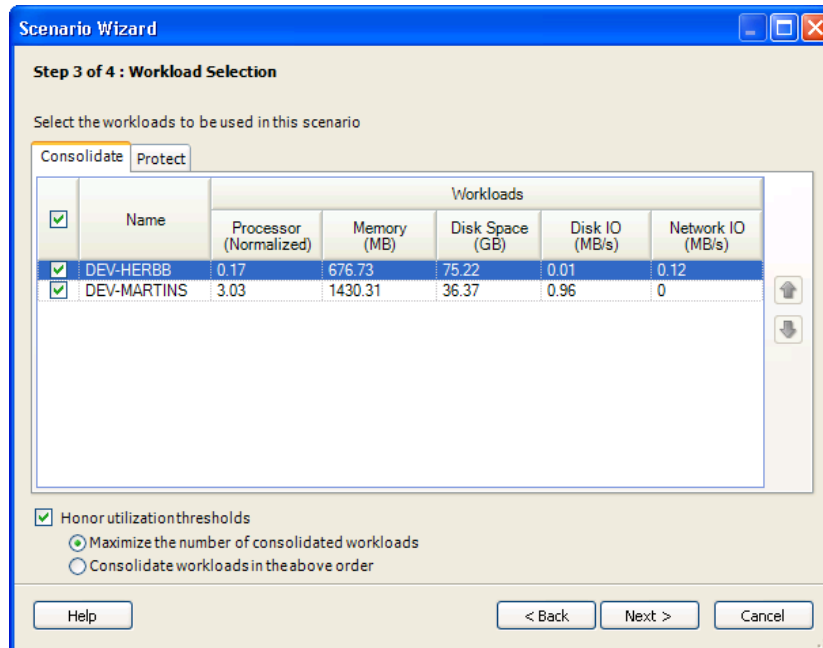 Scenario Wizard
Step 3 of 4 : Workload Selection
Select the workloads to be used in this scenario
Consolidate Protect
Workloads
Name Processor (Normalized) Memory (MB) Disk Space (GB) Disk IO (MB/s) Network IO (MB/s)
DEV-HERBB 0.17 676.73 75.22 0.01 0.12
DEV-MARTINS 3.03 1430.31 36.37 0.96 0
Honor utilization thresholds
Maximize the number of consolidated workloads
Consolidate workloads in the above order
Help < Back Next > Cancel